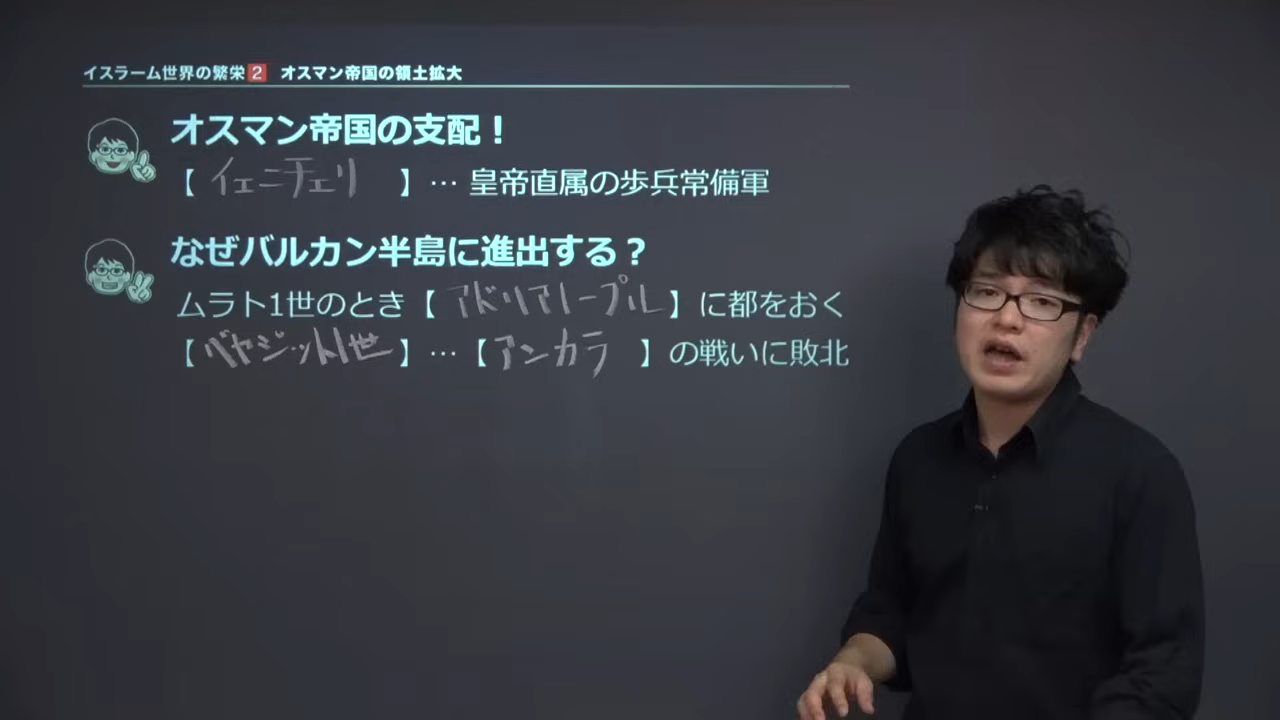 イスラーム世界の繁栄2 オスマン帝国の領土拡大
オスマン帝国の支配！
【イェニチェリ】… 皇帝直属の歩兵常備軍
なぜバルカン半島に進出する？
ムラト1世のとき【アドリアノープル】に都をおく
【バヤジット1世】…【アンカラ】の戦いに敗北